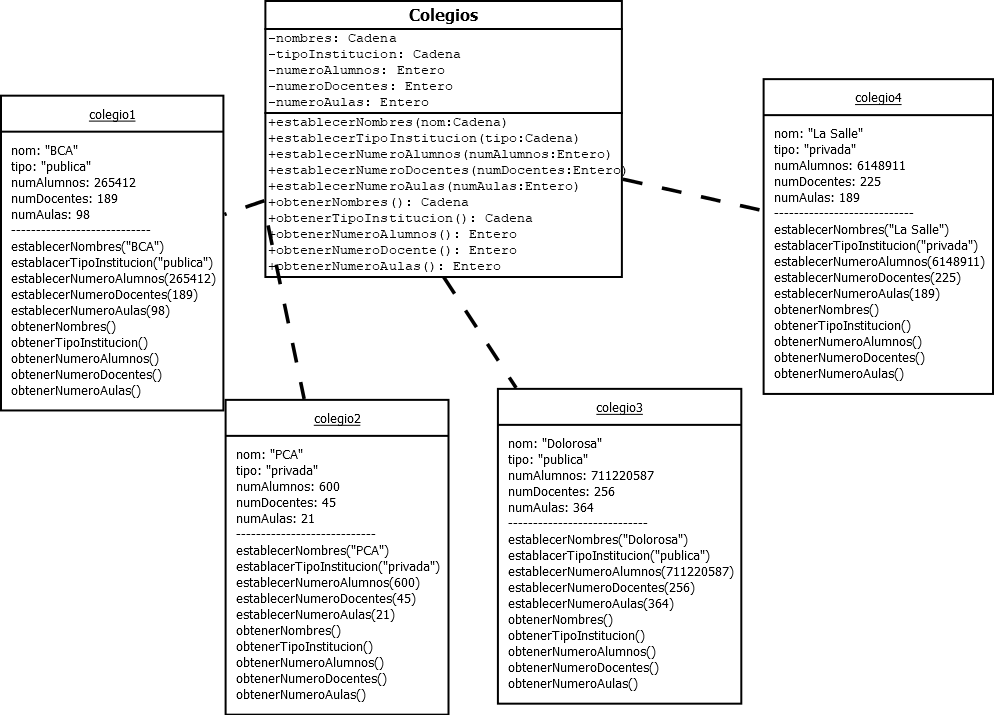 Colegios
-nombres: Cadena
-tipoInstitucion: Cadena
-numeroAlumnos: Entero
-numeroDocentes: Entero
-numeroAulas: Entero
+establecerNombres(nom:Cadena)
+establecerTipoInstitucion(tipo:Cadena)
+establecerNumeroAlumnos(numAlumnos:Entero)
+establecerNumeroDocentes(numDocentes:Entero)
+establecerNumeroAulas(numAulas:Entero)
+obtenerNombres(): Cadena
+obtenerTipoInstitucion(): Cadena
+obtenerNumeroAlumnos(): Entero
+obtenerNumeroDocente(): Entero
+obtenerNumeroAulas(): Entero
colegio1
nom: "BCA"
tipo: "publica"
numAlumnos: 265412
numDocentes: 189
numAulas: 98
----------------------------
establecerNombres("BCA")
establacerTipoInstitucion("publica")
establecerNumeroAlumnos(265412)
establecerNumeroDocentes(189)
establecerNumeroAulas(98)
obtenerNombres()
obtenerTipoInstitucion()
obtenerNumeroAlumnos()
obtenerNumeroDocentes()
obtenerNumeroAulas()
colegio2
nom: "PCA"
tipo: "privada"
numAlumnos: 600
numDocentes: 45
numAulas: 21
----------------------------
establecerNombres("PCA")
establacerTipoInstitucion("privada")
establecerNumeroAlumnos(600)
establecerNumeroDocentes(45)
establecerNumeroAulas(21)
obtenerNombres()
obtenerTipoInstitucion()
obtenerNumeroAlumnos()
obtenerNumeroDocentes()
obtenerNumeroAulas()
colegio3
nom: "Dolorosa"
tipo: "publica"
numAlumnos: 711220587
numDocentes: 256
numAulas: 364
----------------------------
establecerNombres("Dolorosa")
establacerTipoInstitucion("publica")
establecerNumeroAlumnos(711220587)
establecerNumeroDocentes(256)
establecerNumeroAulas(364)
obtenerNombres()
obtenerTipoInstitucion()
obtenerNumeroAlumnos()
obtenerNumeroDocentes()
obtenerNumeroAulas()
colegio4
nom: "La Salle"
tipo: "privada"
numAlumnos: 6148911
numDocentes: 225
numAulas: 189
----------------------------
establecerNombres("La Salle")
establacerTipoInstitucion("privada")
establecerNumeroAlumnos(6148911)
establecerNumeroDocentes(225)
establecerNumeroAulas(189)
obtenerNombres()
obtenerTipoInstitucion()
obtenerNumeroAlumnos()
obtenerNumeroDocentes()
obtenerNumeroAulas()